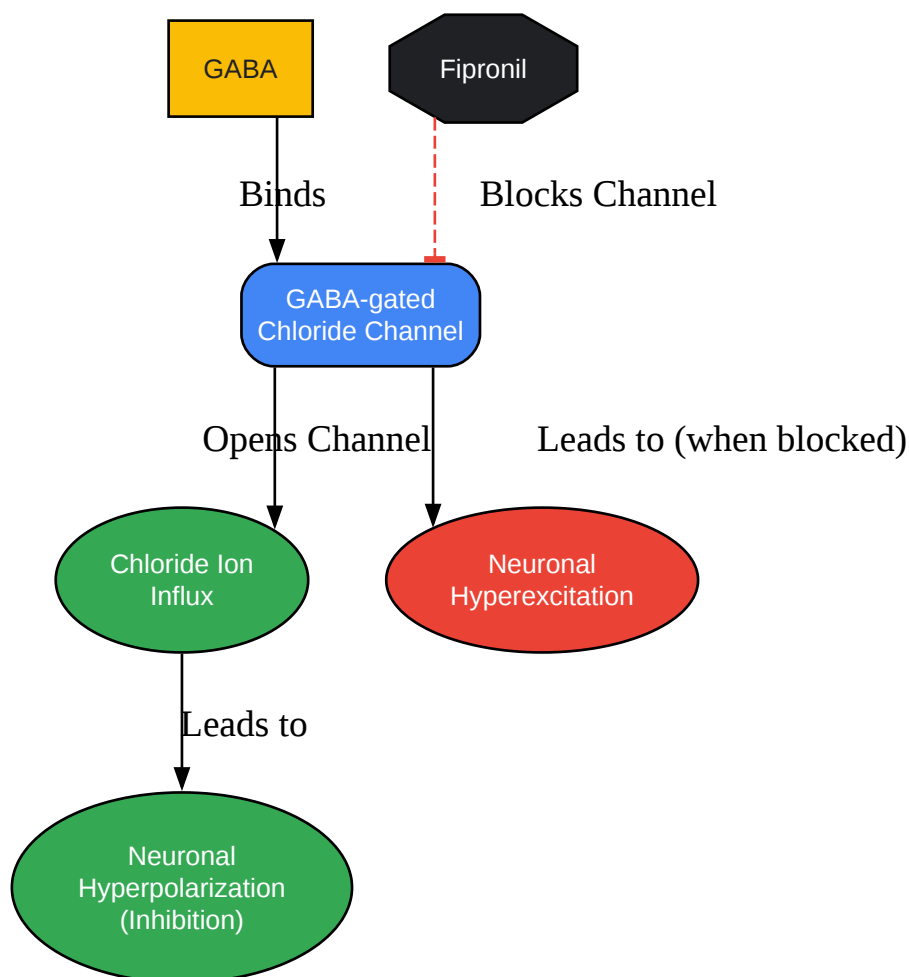 GABA
Fipronil
Binds
Blocks Channel
GABA-gated
Chloride Channel
Opens Channel
Leads to (when blocked)
Chloride Ion
Influx
Neuronal
Hyperexcitation
Leads to
Neuronal
Hyperpolarization
(Inhibition)